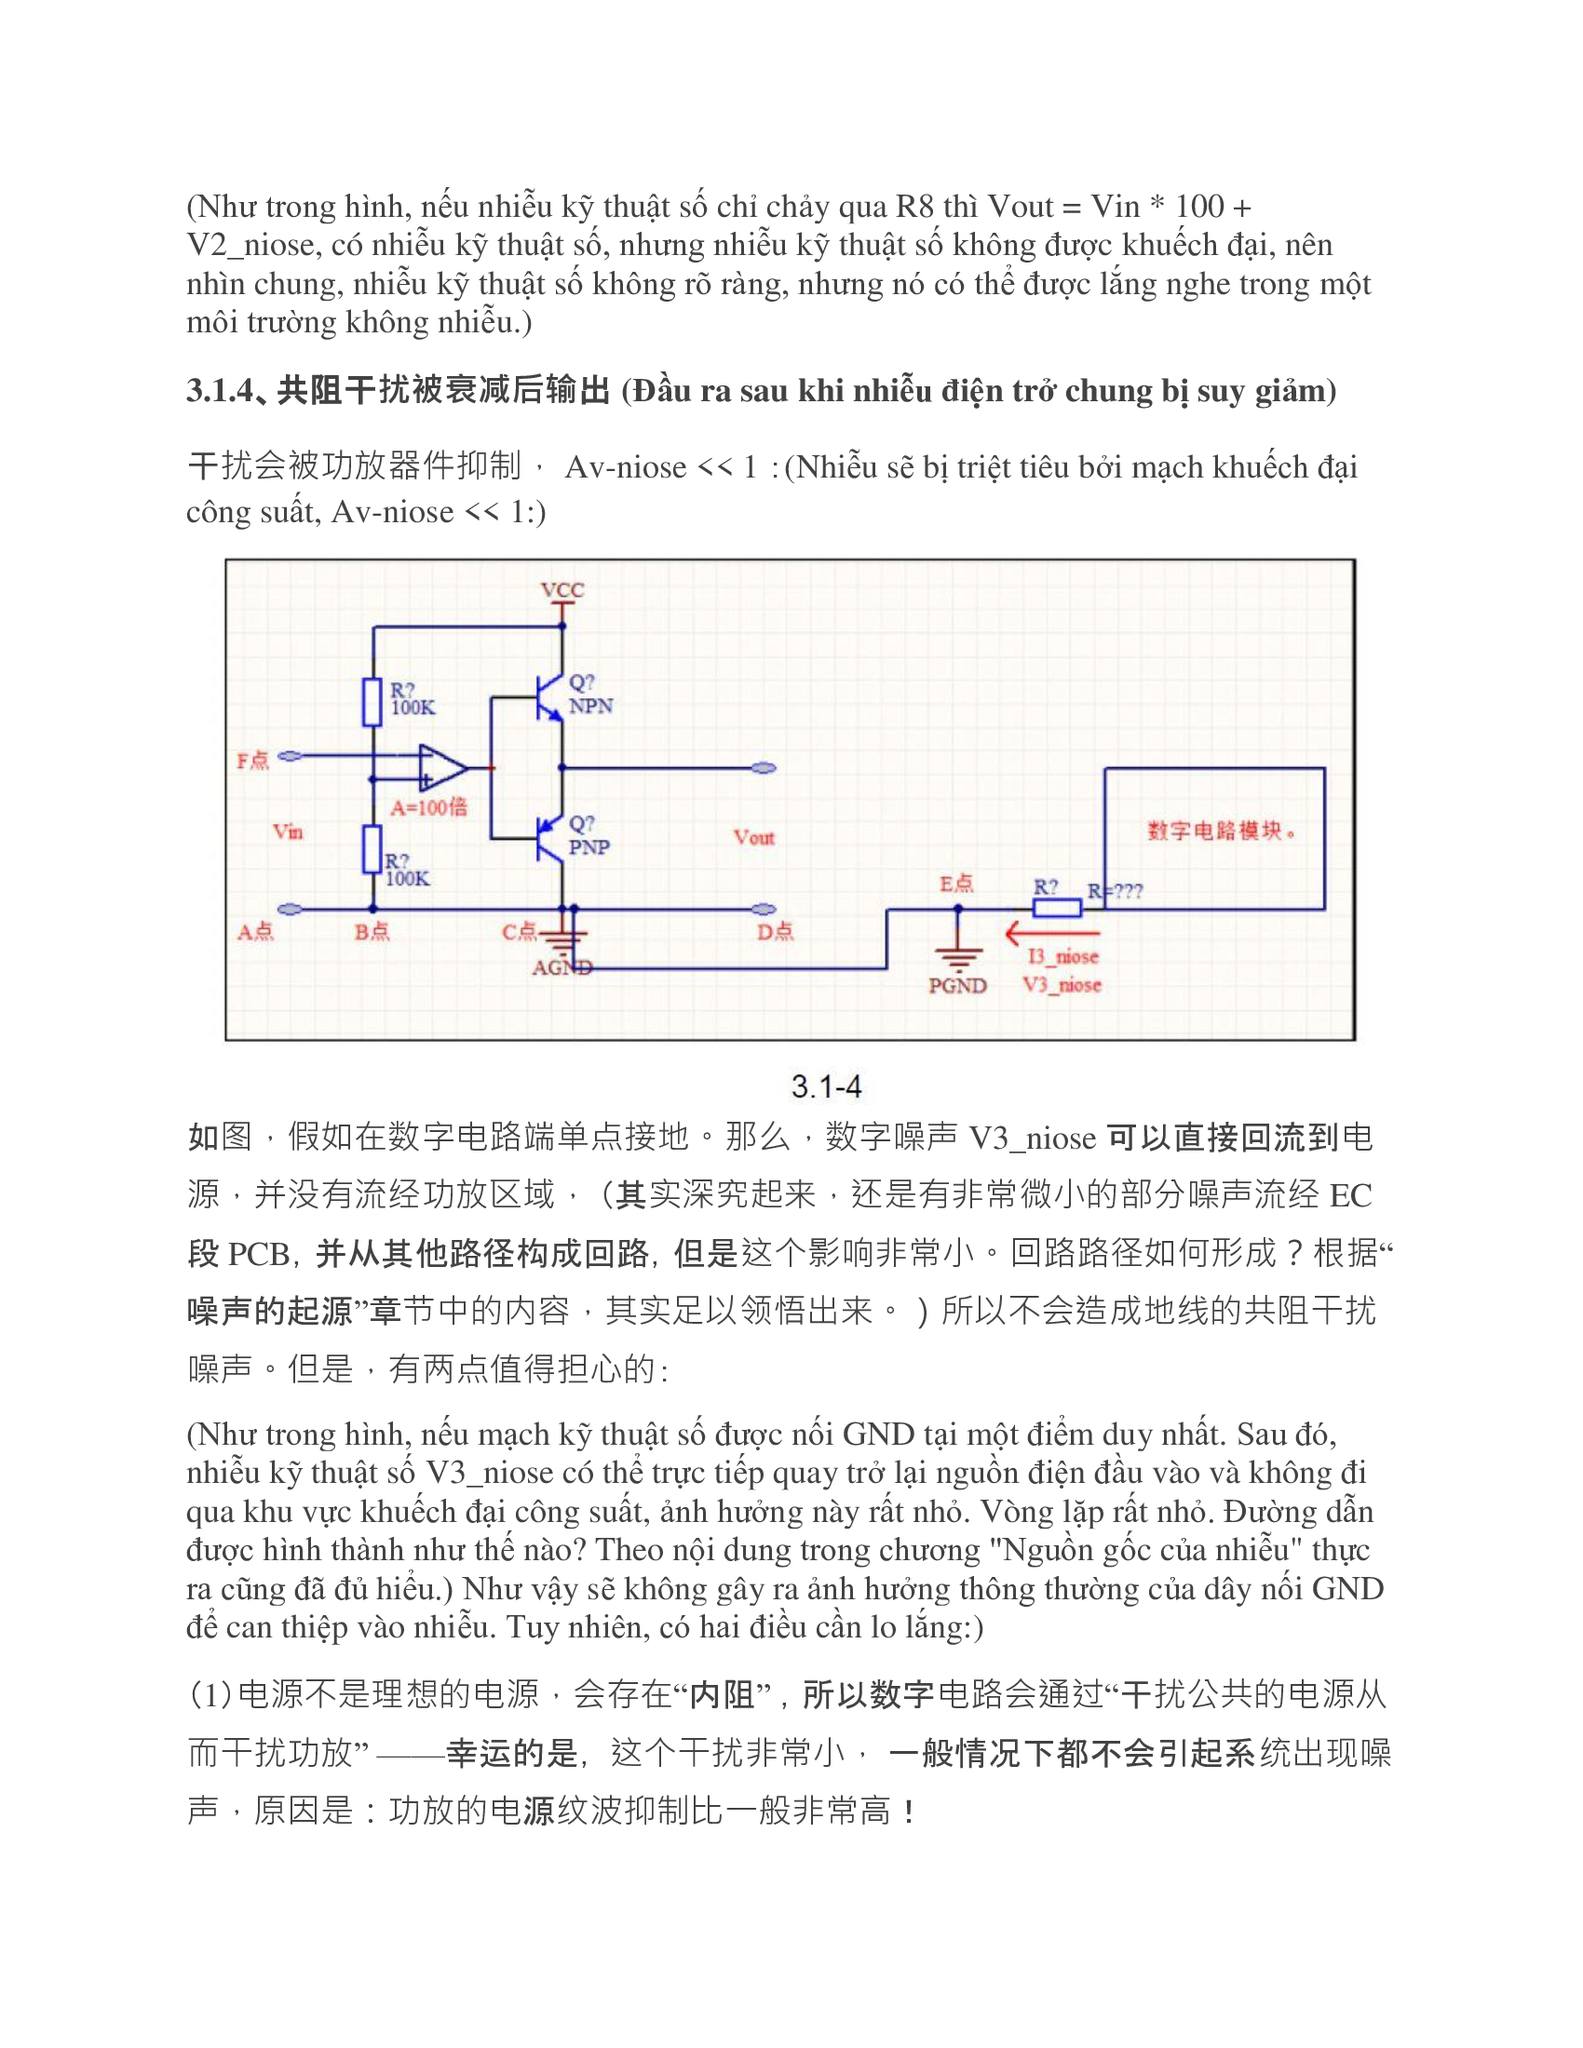 (Như trong hình, nếu nhiễu kỹ thuật số chỉ chảy qua R8 thì Vout = Vin * 100 +
V2_niose, có nhiễu kỹ thuật số, nhưng nhiễu kỹ thuật số không được khuếch đại, nên
nhìn chung, nhiễu kỹ thuật số không rõ ràng, nhưng nó có thể được lắng nghe trong một
môi trường không nhiễu.)
3.1.4、共阻干扰被衰减后输出 (Đầu ra sau khi nhiễu điện trở chung bị suy giảm)
干扰会被功放器件抑制， Av-niose << 1 :(Nhiễu sẽ bị triệt tiêu bởi mạch khuếch đại
công suất, Av-niose << 1:)
VCC
R?
100K
Q?
NPN
F点
A=100倍
Vin
Q?
PNP
Vout
数字电路模块。
R?
100K
E点
R?
R=???
A点
B点
C点
D点
AGND
I3_niose
PGND
V3_niose
3.1-4
如图，假如在数字电路端单点接地。那么，数字噪声 V3_niose 可以直接回流到电
源，并没有流经功放区域，（其实深究起来，还是有非常微小的部分噪声流经 EC
段 PCB, 并从其他路径构成回路, 但是这个影响非常小。回路路径如何形成？根据“
噪声的起源”章节中的内容，其实足以领悟出来。）所以不会造成地线的共阻干扰
噪声。但是，有两点值得担心的：
(Như trong hình, nếu mạch kỹ thuật số được nối GND tại một điểm duy nhất. Sau đó,
nhiễu kỹ thuật số V3_niose có thể trực tiếp quay trở lại nguồn điện đầu vào và không đi
qua khu vực khuếch đại công suất, ảnh hưởng này rất nhỏ. Vòng lặp rất nhỏ. Đường dẫn
được hình thành như thế nào? Theo nội dung trong chương "Nguồn gốc của nhiễu" thực
ra cũng đã đủ hiểu.) Như vậy sẽ không gây ra ảnh hưởng thông thường của dây nối GND
để can thiệp vào nhiễu. Tuy nhiên, có hai điều cần lo lắng:)
(1)电源不是理想的电源，会存在“内阻”, 所以数字电路会通过“干扰公共的电源从
而干扰功放” ——幸运的是, 这个干扰非常小， 一般情况下都不会引起系统出现噪
声，原因是：功放的电源纹波抑制比一般非常高！